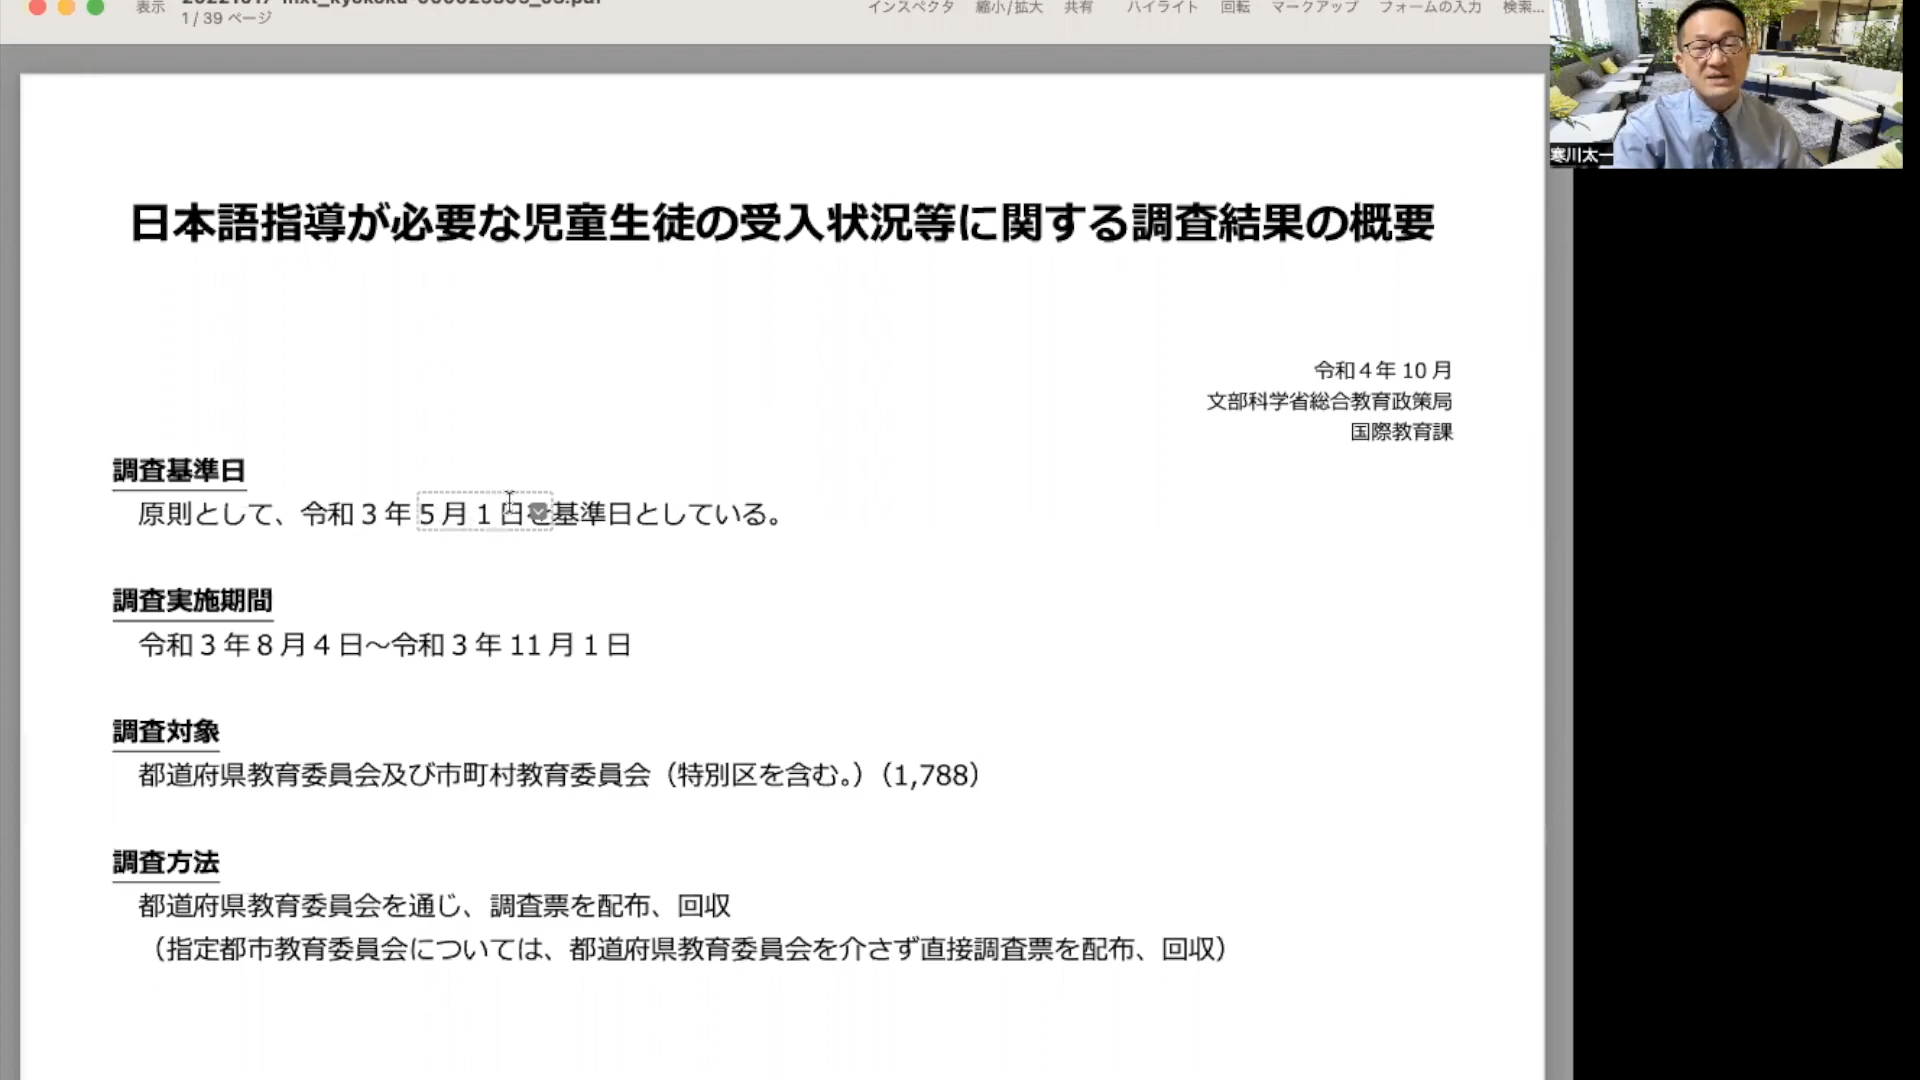 表示
1 / 39 ページ
インスペクタ 縮小/拡大 共有 ハイライト 回転 マークアップ フォームの入力 検索...
寒川太一
日本語指導が必要な児童生徒の受入状況等に関する調査結果の概要
令和４年 10 月
文部科学省総合教育政策局
国際教育課
調査基準日
原則として、令和３年５月１日を基準日としている。
調査実施期間
令和３年８月４日～令和３年 11 月１日
調査対象
都道府県教育委員会及び市町村教育委員会（特別区を含む。）（1,788）
調査方法
都道府県教育委員会を通じ、調査票を配布、回収
（指定都市教育委員会については、都道府県教育委員会を介さず直接調査票を配布、回収）